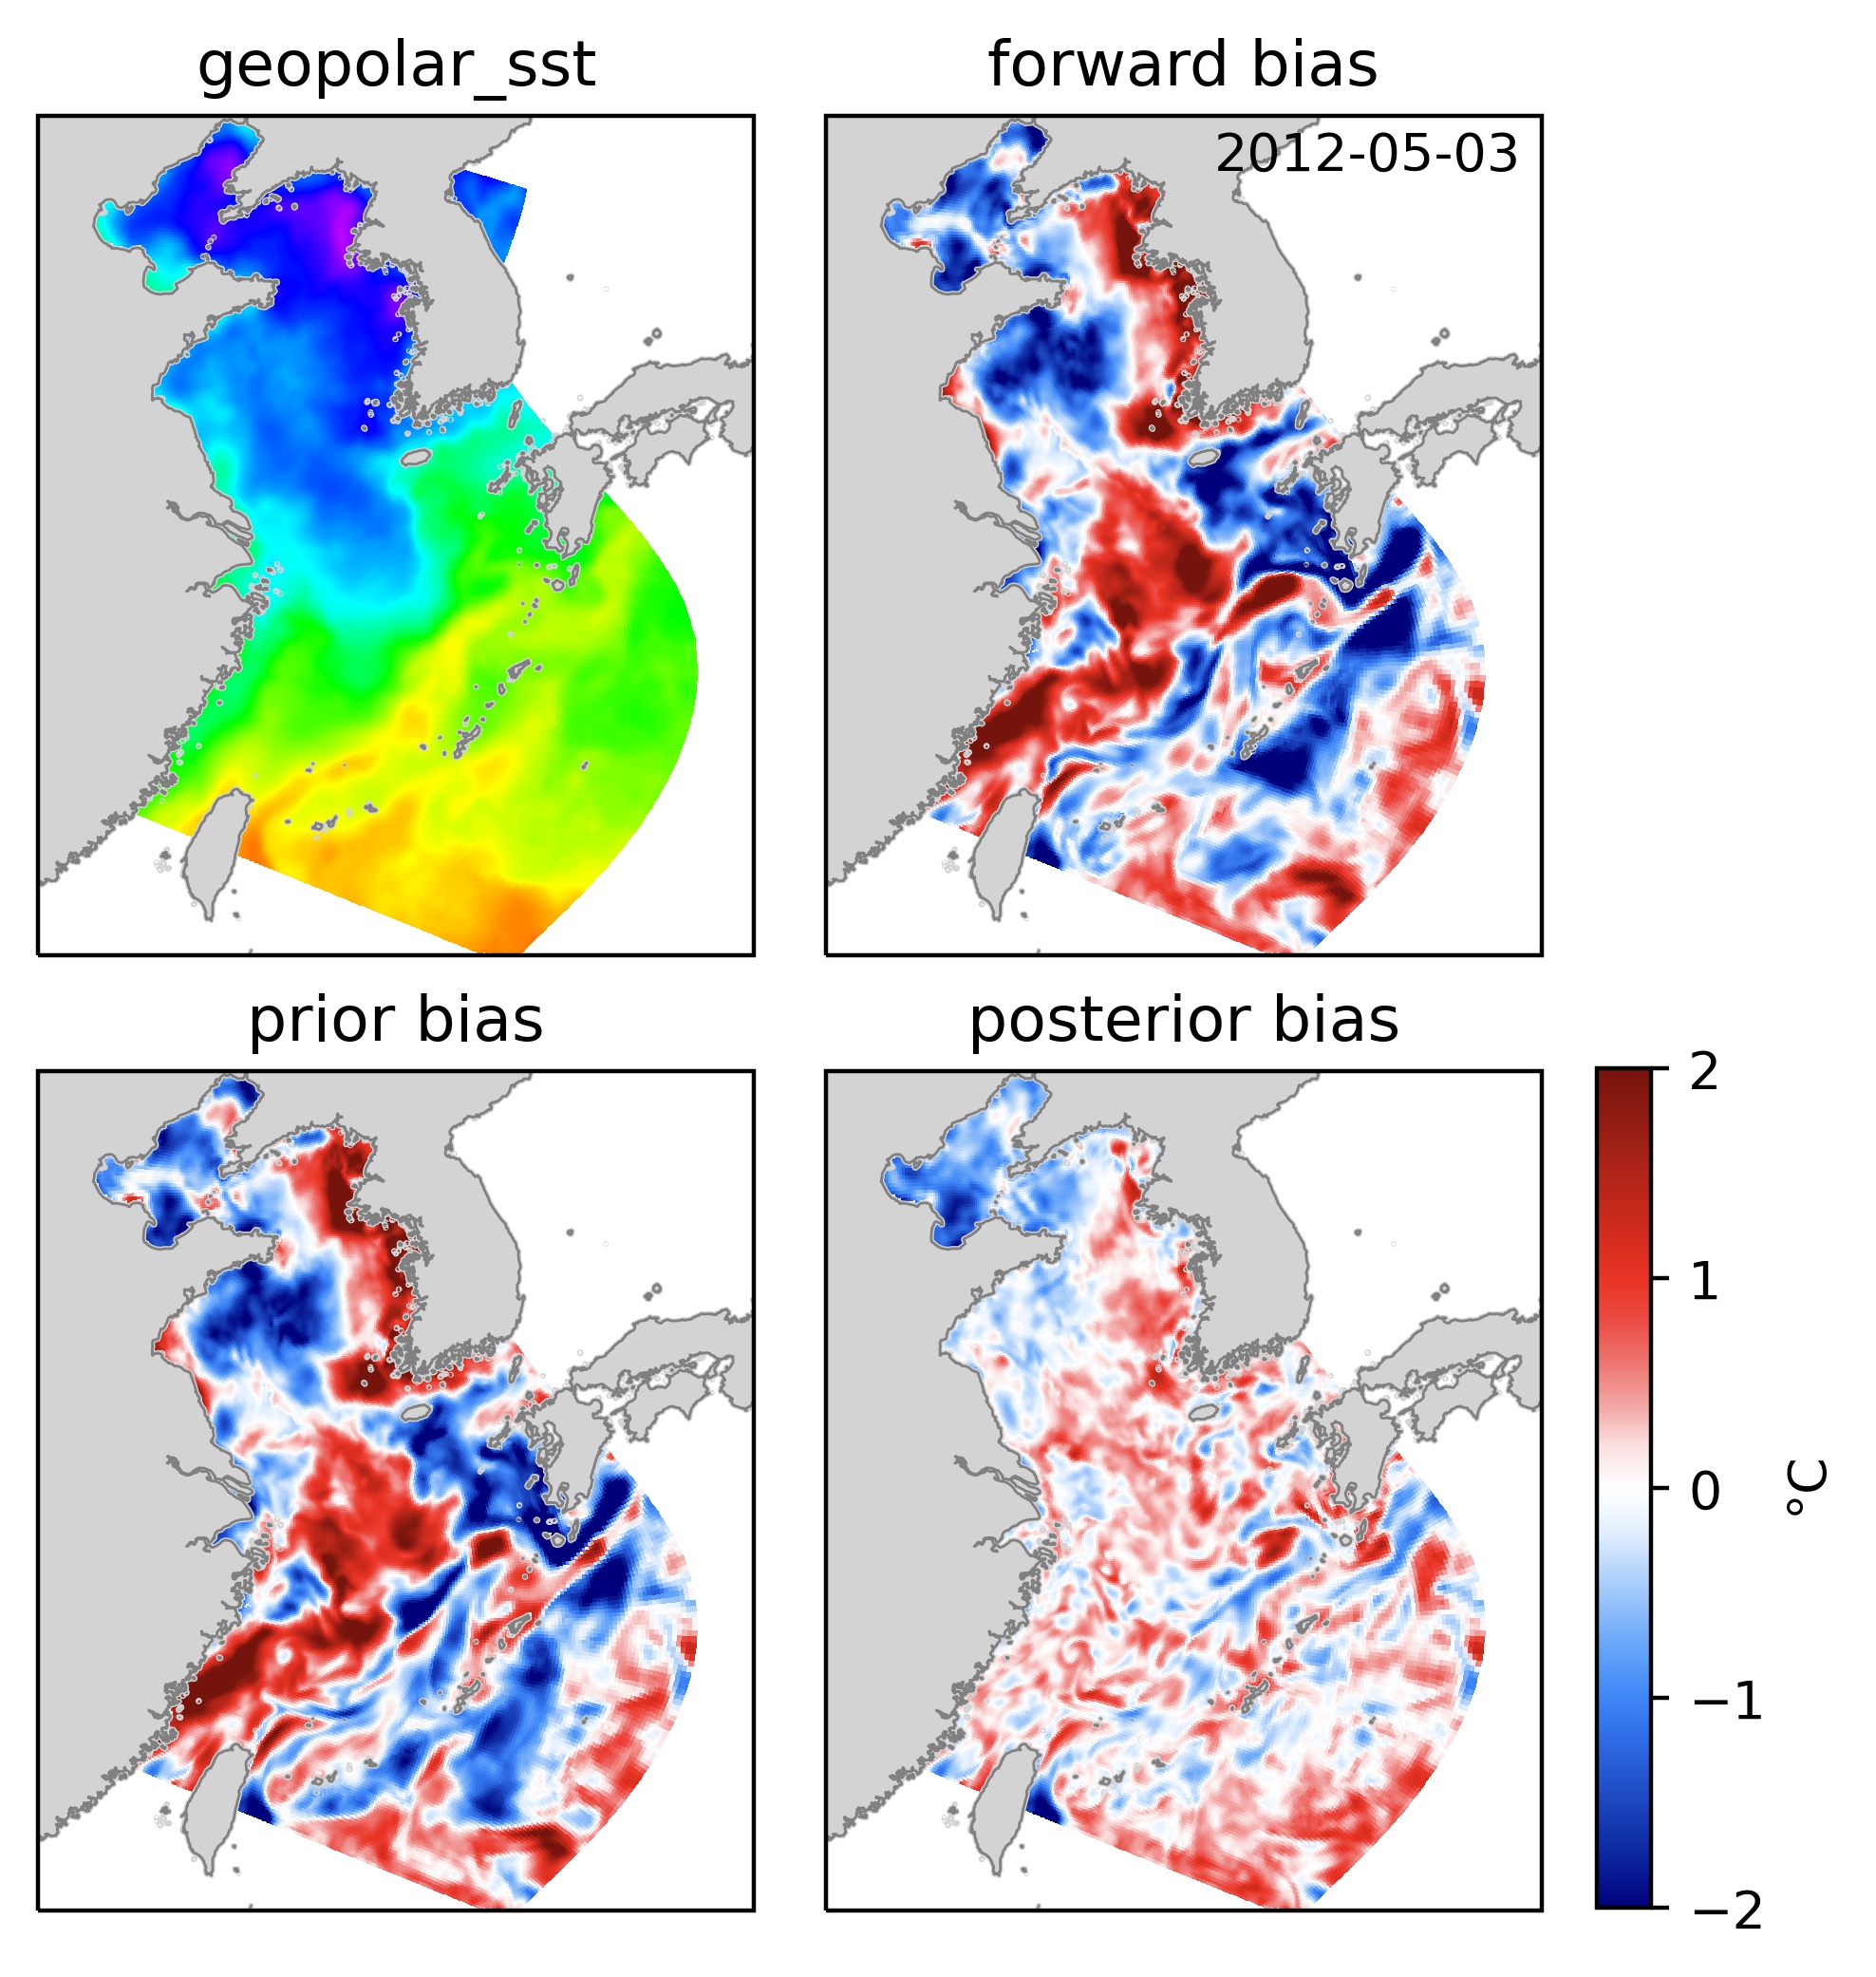 geopolar_sst
forward bias
2012-05-03
prior bias
posterior bias
2
1
0
−1
−2
°C